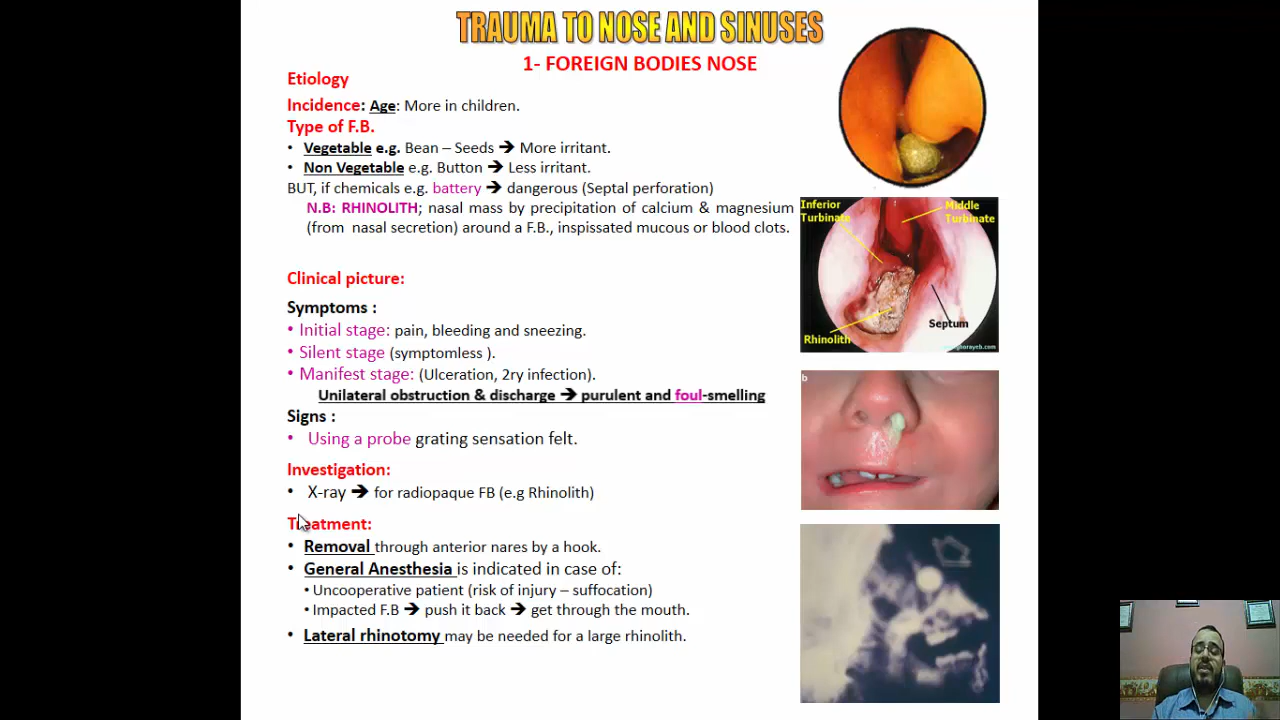 TRAUMA TO NOSE AND SINUSES
1- FOREIGN BODIES NOSE
Etiology
Incidence: Age: More in children.
Type of F.B.
• Vegetable e.g. Bean – Seeds ➔ More irritant.
• Non Vegetable e.g. Button ➔ Less irritant.
BUT, if chemicals e.g. battery ➔ dangerous (Septal perforation)
N.B: RHINOLITH; nasal mass by precipitation of calcium & magnesium
(from nasal secretion) around a F.B., inspissated mucous or blood clots.
Clinical picture:
Symptoms :
• Initial stage: pain, bleeding and sneezing.
• Silent stage (symptomless ).
• Manifest stage: (Ulceration, 2ry infection).
Unilateral obstruction & discharge ➔ purulent and foul-smelling
Signs :
• Using a probe grating sensation felt.
Investigation:
• X-ray ➔ for radiopaque FB (e.g Rhinolith)
Treatment:
• Removal through anterior nares by a hook.
• General Anesthesia is indicated in case of:
• Uncooperative patient (risk of injury – suffocation)
• Impacted F.B ➔ push it back ➔ get through the mouth.
• Lateral rhinotomy may be needed for a large rhinolith.
Inferior
Turbinate
Middle
Turbinate
Septum
Rhinolith
b